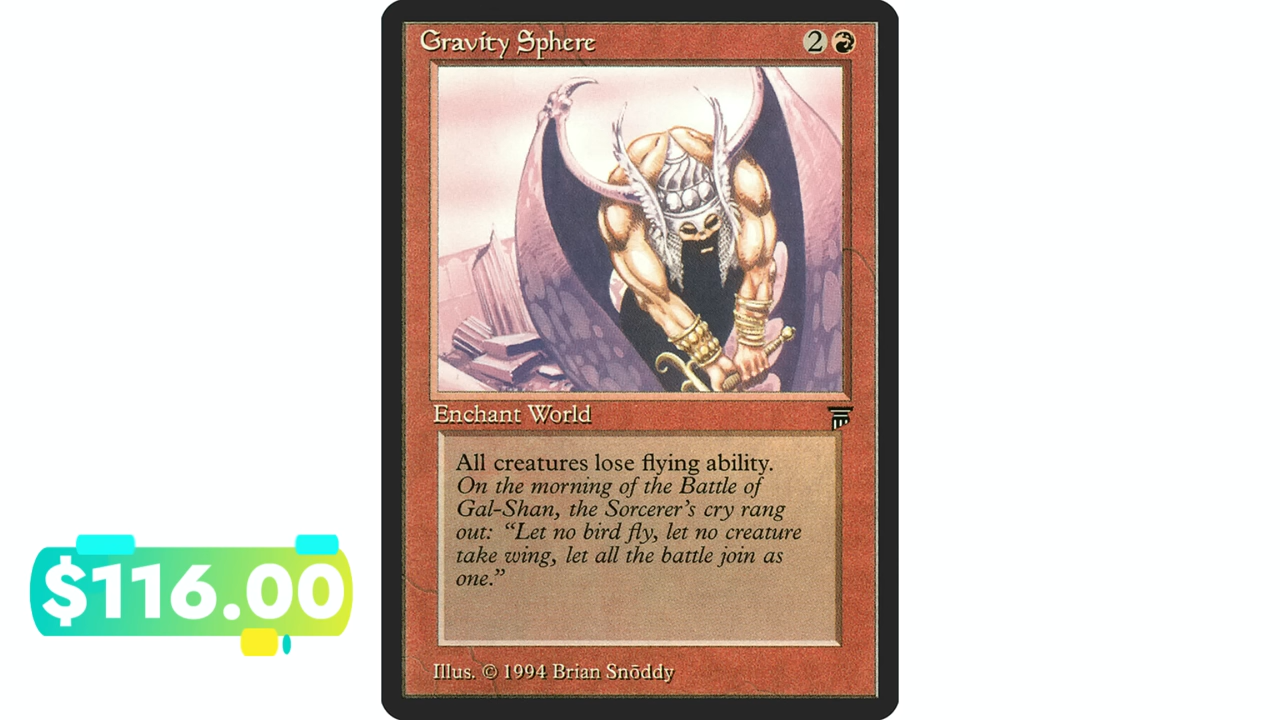 Gravity Sphere 2
Enchant World
All creatures lose flying ability.
On the morning of the Battle of
Gal-Shan, the Sorcerer's cry rang
out: “Let no bird fly, let no creature
take wing, let all the battle join as
one.”
$116.00
Illus. © 1994 Brian Snōddy